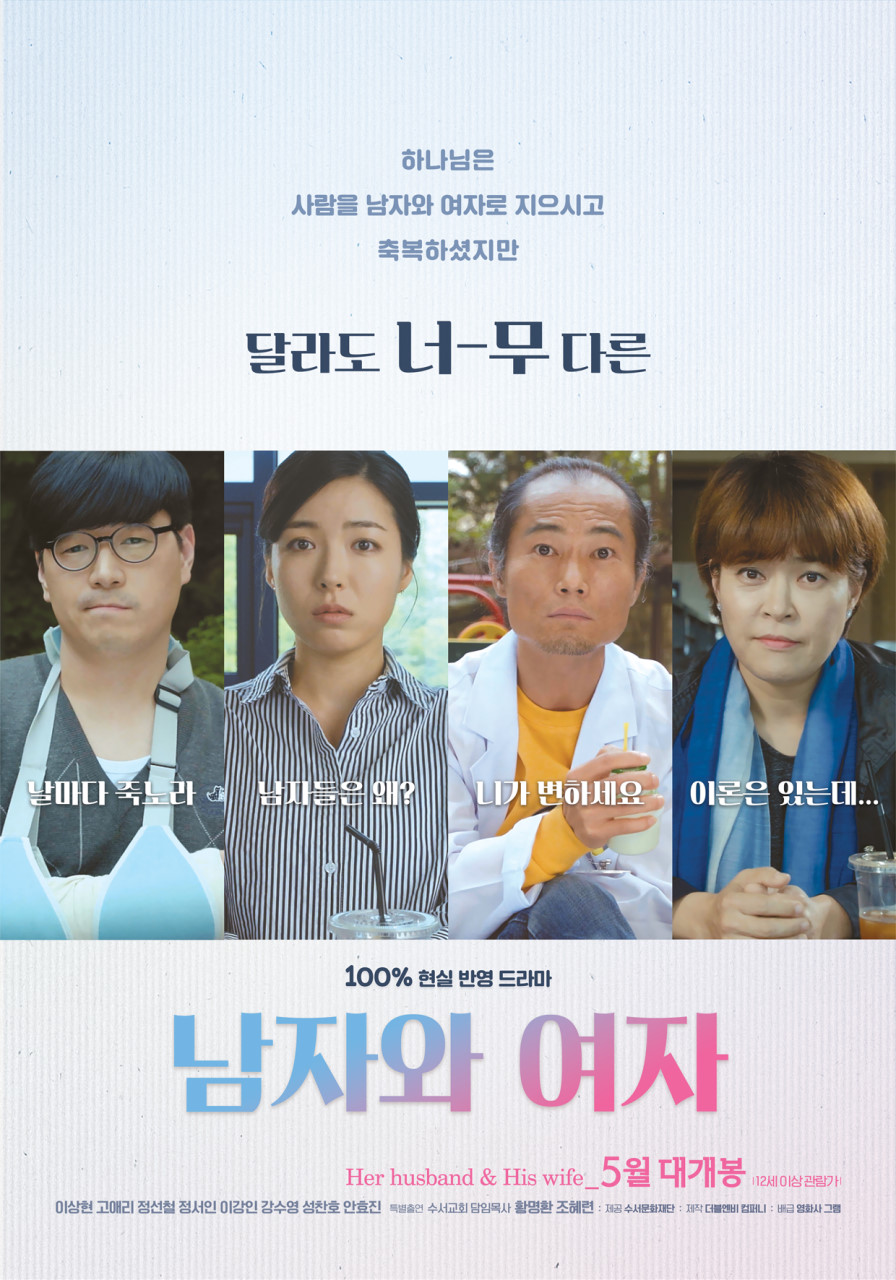 하나님은
사람을 남자와 여자로 지으시고
축복하셨지만
달라도 너-무 다른
날마다 죽노라
남자들은 왜?
니가 변하세요
이론은 있는데...
100% 현실 반영 드라마
남자와 여자
Her husband & His wife_5월 대개봉 |12세 이상 관람가|
이상현 고애리 정선철 정서인 이강인 강수영 성찬호 안효진 특별출연 수서교회 담임목사 황명환 조혜련 : 제공 수서문화재단 : 제작 더블앤비 컴퍼니 : 배급 영화사 그램